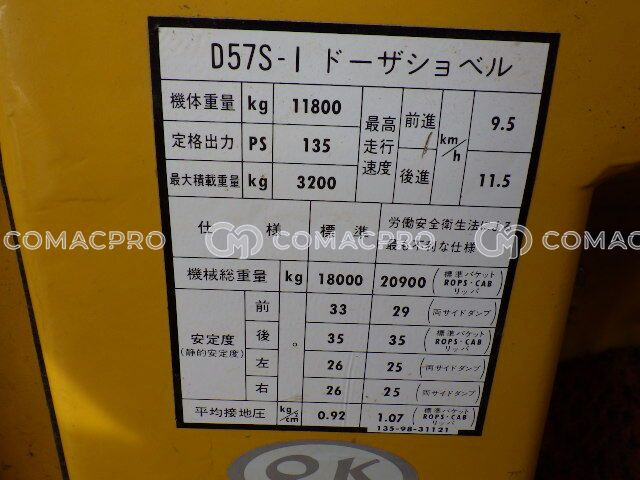 D57S-1 ドーザショベル
機体重量 kg 11800 最高走行速度 前進 km/h 9.5
定格出力 PS 135
最大積載重量 kg 3200 後進 11.5
仕様 標準 労働安全衛生法による最も不利な仕様
COMACPRO COMACPRO COMACPRO
機械総重量 kg 18000 20900 (標準バケット ROPS・CAB リッパ)
安定度 (静的安定度) 前 ° 33 29 (両サイドダンプ)
後 35 35 (標準バケット ROPS・CAB リッパ)
左 26 25 (両サイドダンプ)
右 26 25 (両サイドダンプ)
平均接地圧 kg/cm² 0.92 1.07 (標準バケット ROPS・CAB リッパ)
135-98-31121
OK